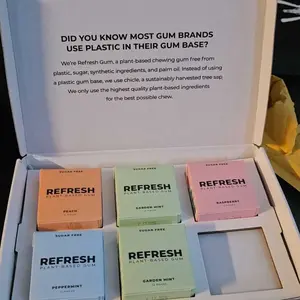 DID YOU KNOW MOST GUM BRANDS
USE PLASTIC IN THEIR GUM BASE?
We're Refresh Gum, a plant-based chewing gum free from
plastic, sugar, synthetic ingredients, and palm oil. Instead of using
a plastic gum base, we use chicle, a sustainably harvested tree sap.
We only use the highest quality plant-based ingredients
for the best possible chew.
SUGAR FREE
REFRESH
PLANT-BASED GUM
PEACH
SUGAR FREE
REFRESH
PLANT-BASED GUM
GARDEN MINT
SUGAR FREE
REFRESH
PLANT-BASED GUM
RASPBERRY
SUGAR FREE
REFRESH
PLANT-BASED GUM
PEPPERMINT
SUGAR FREE
REFRESH
PLANT-BASED GUM
GARDEN MINT